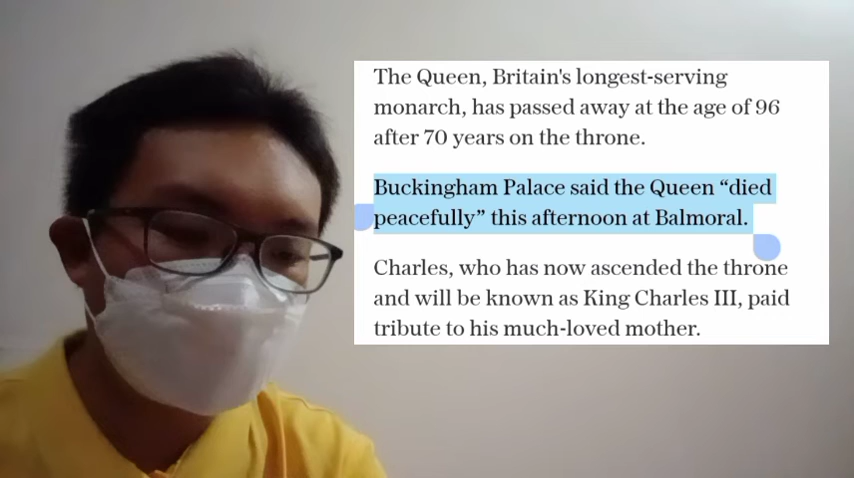 The Queen, Britain's longest-serving
monarch, has passed away at the age of 96
after 70 years on the throne.
Buckingham Palace said the Queen “died
peacefully” this afternoon at Balmoral.
Charles, who has now ascended the throne
and will be known as King Charles III, paid
tribute to his much-loved mother.